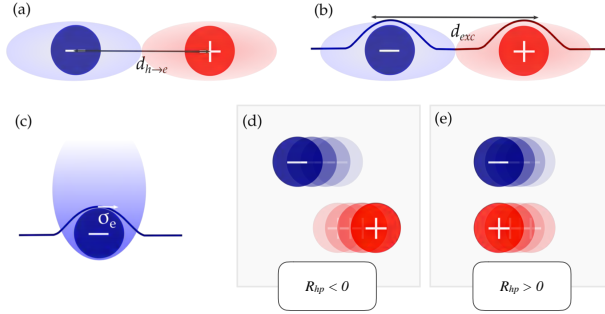 (a)
(b)
− +
d_{h→e}
d_{exc}
− +
(c)
(d)
(e)
σ_e
−
− −
+ +
R_{hp} < 0
R_{hp} > 0